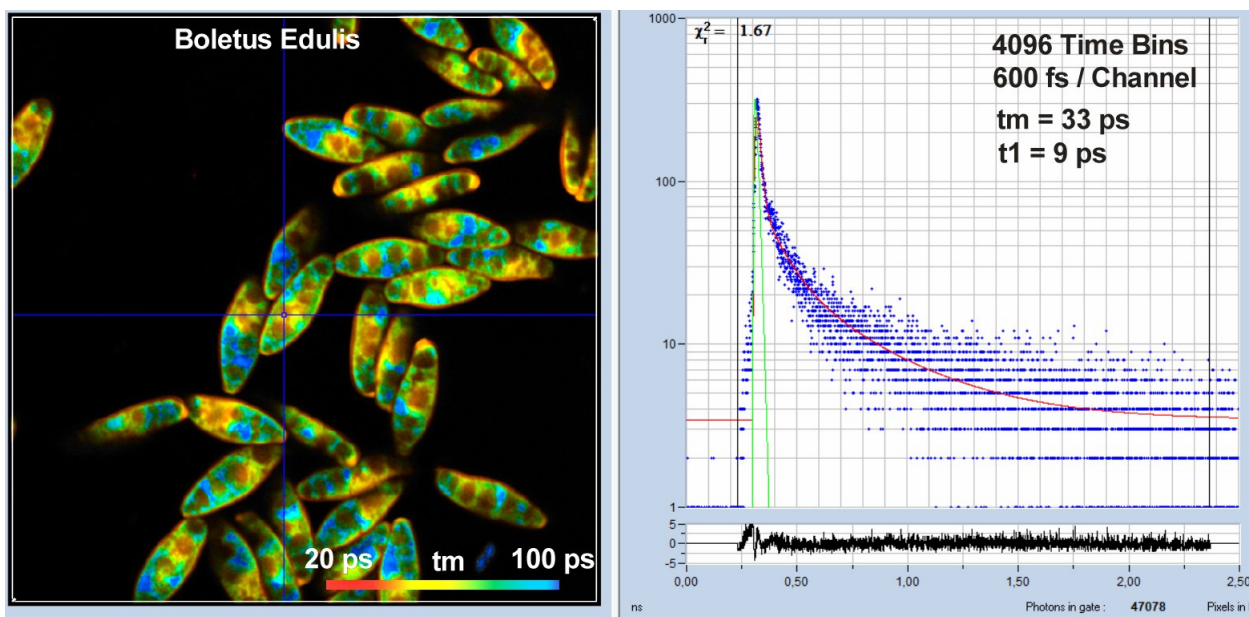 Boletus Edulis
20 ps tm 100 ps
χ²r = 1.67
4096 Time Bins
600 fs / Channel
tm = 33 ps
t1 = 9 ps
1000
100
10
1
5
0
-5
0,00 0,50 1,00 1,50 2,00 2,50
ns Photons in gate : 47078 Pixels in